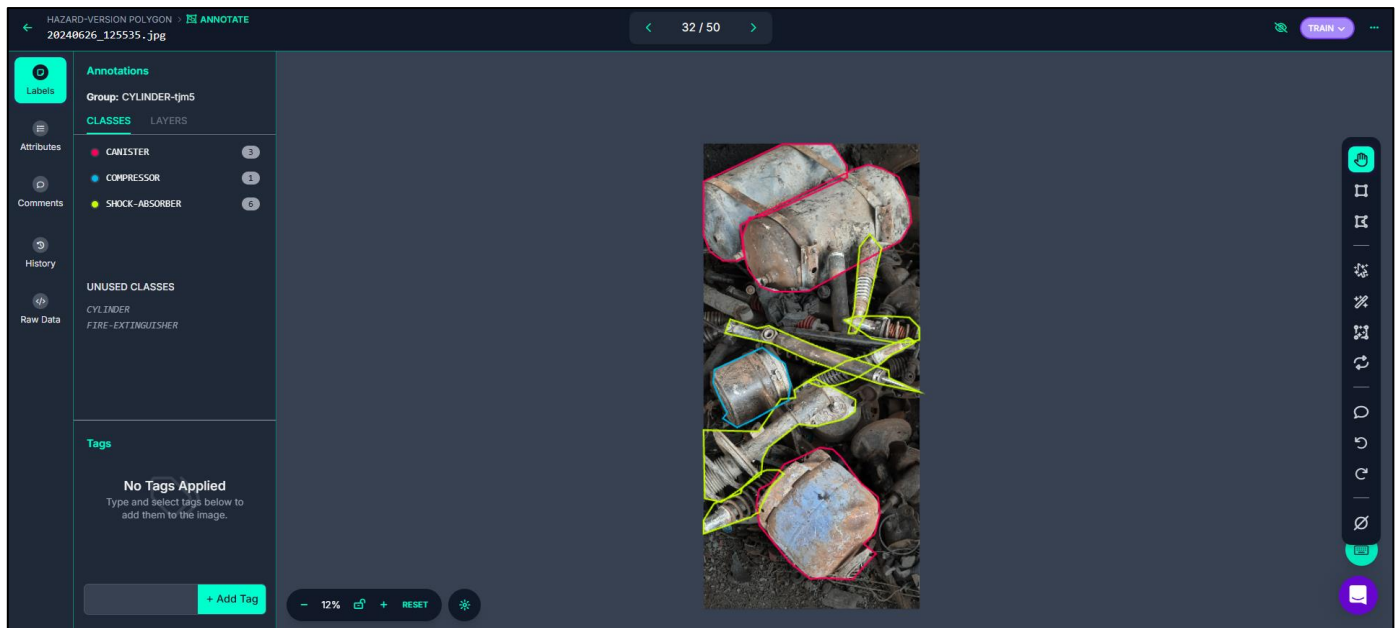 HAZARD-VERSION POLYGON > ANNOTATE
20240626_125535.jpg
32 / 50
TRAIN
Labels
Attributes
Comments
History
Raw Data
Annotations
Group: CYLINDER-tjm5
CLASSES LAYERS
CANISTER 3
COMPRESSOR 1
SHOCK-ABSORBER 6
UNUSED CLASSES
CYLINDER
FIRE-EXTINGUISHER
Tags
No Tags Applied
Type and select tags below to
add them to the image.
+ Add Tag
− 12% + RESET